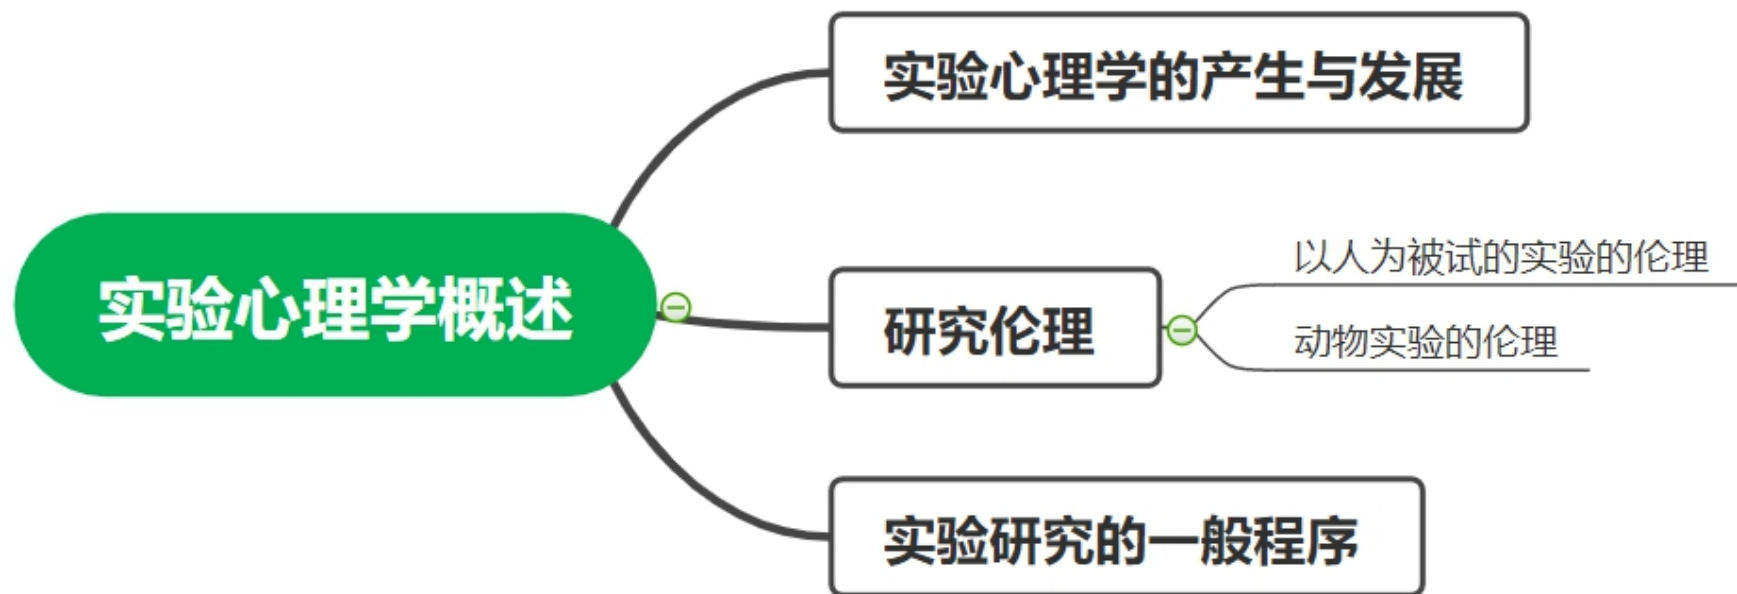 实验心理学概述
实验心理学的产生与发展
研究伦理
以人为被试的实验的伦理
动物实验的伦理
实验研究的一般程序